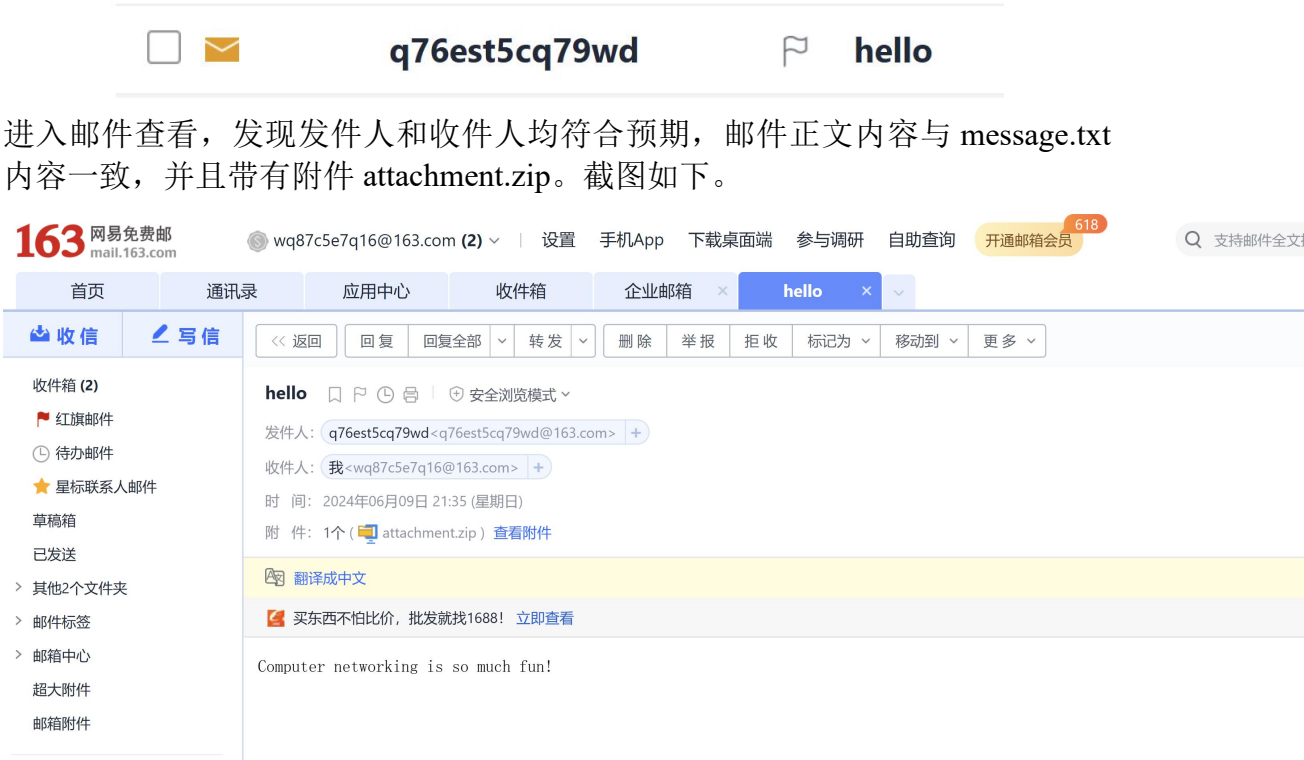 q76est5cq79wd hello
进入邮件查看，发现发件人和收件人均符合预期，邮件正文内容与 message.txt
内容一致，并且带有附件 attachment.zip。截图如下。
163 网易免费邮
mail.163.com
wq87c5e7q16@163.com (2) 设置 手机App 下载桌面端 参与调研 自助查询 开通邮箱会员 618 支持邮件全文
首页 通讯录 应用中心 收件箱 企业邮箱 hello
收信 写信 << 返回 回复 回复全部 转发 删除 举报 拒收 标记为 移动到 更多
收件箱 (2)
红旗邮件
待办邮件
星标联系人邮件
草稿箱
已发送
其他2个文件夹
邮件标签
邮箱中心
超大附件
邮箱附件
hello 安全浏览模式
发件人： q76est5cq79wd<q76est5cq79wd@163.com> +
收件人： 我<wq87c5e7q16@163.com> +
时 间： 2024年06月09日 21:35 (星期日)
附 件： 1个 ( attachment.zip ) 查看附件
翻译成中文
买东西不怕比价，批发就找1688！ 立即查看
Computer networking is so much fun!